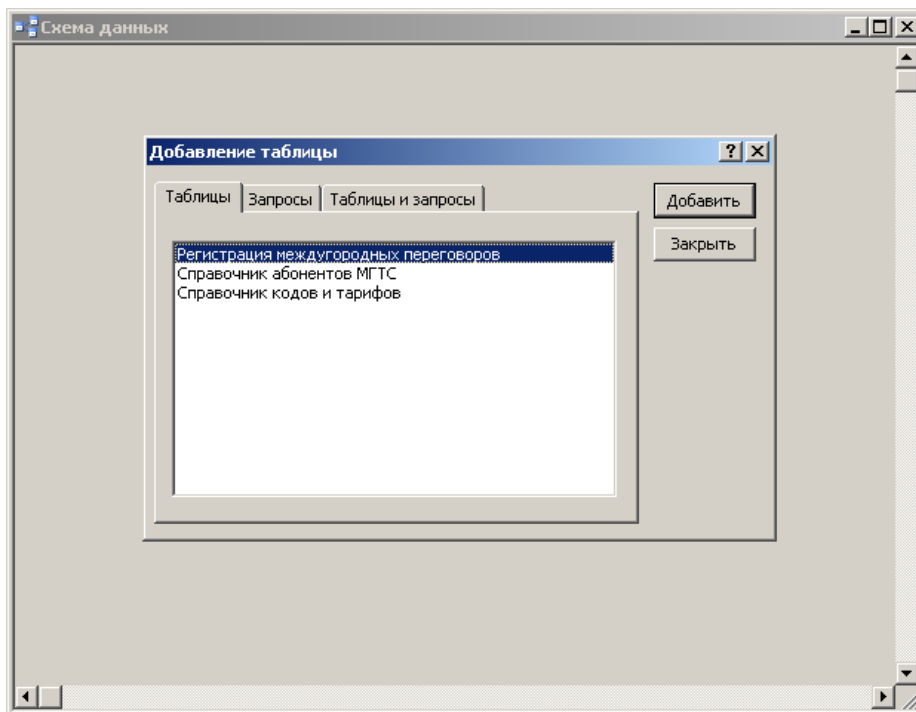 Схема данных
Добавление таблицы
Таблицы
Запросы
Таблицы и запросы
Добавить
Закрыть
Регистрация междугородных переговоров
Справочник абонентов МГТС
Справочник кодов и тарифов